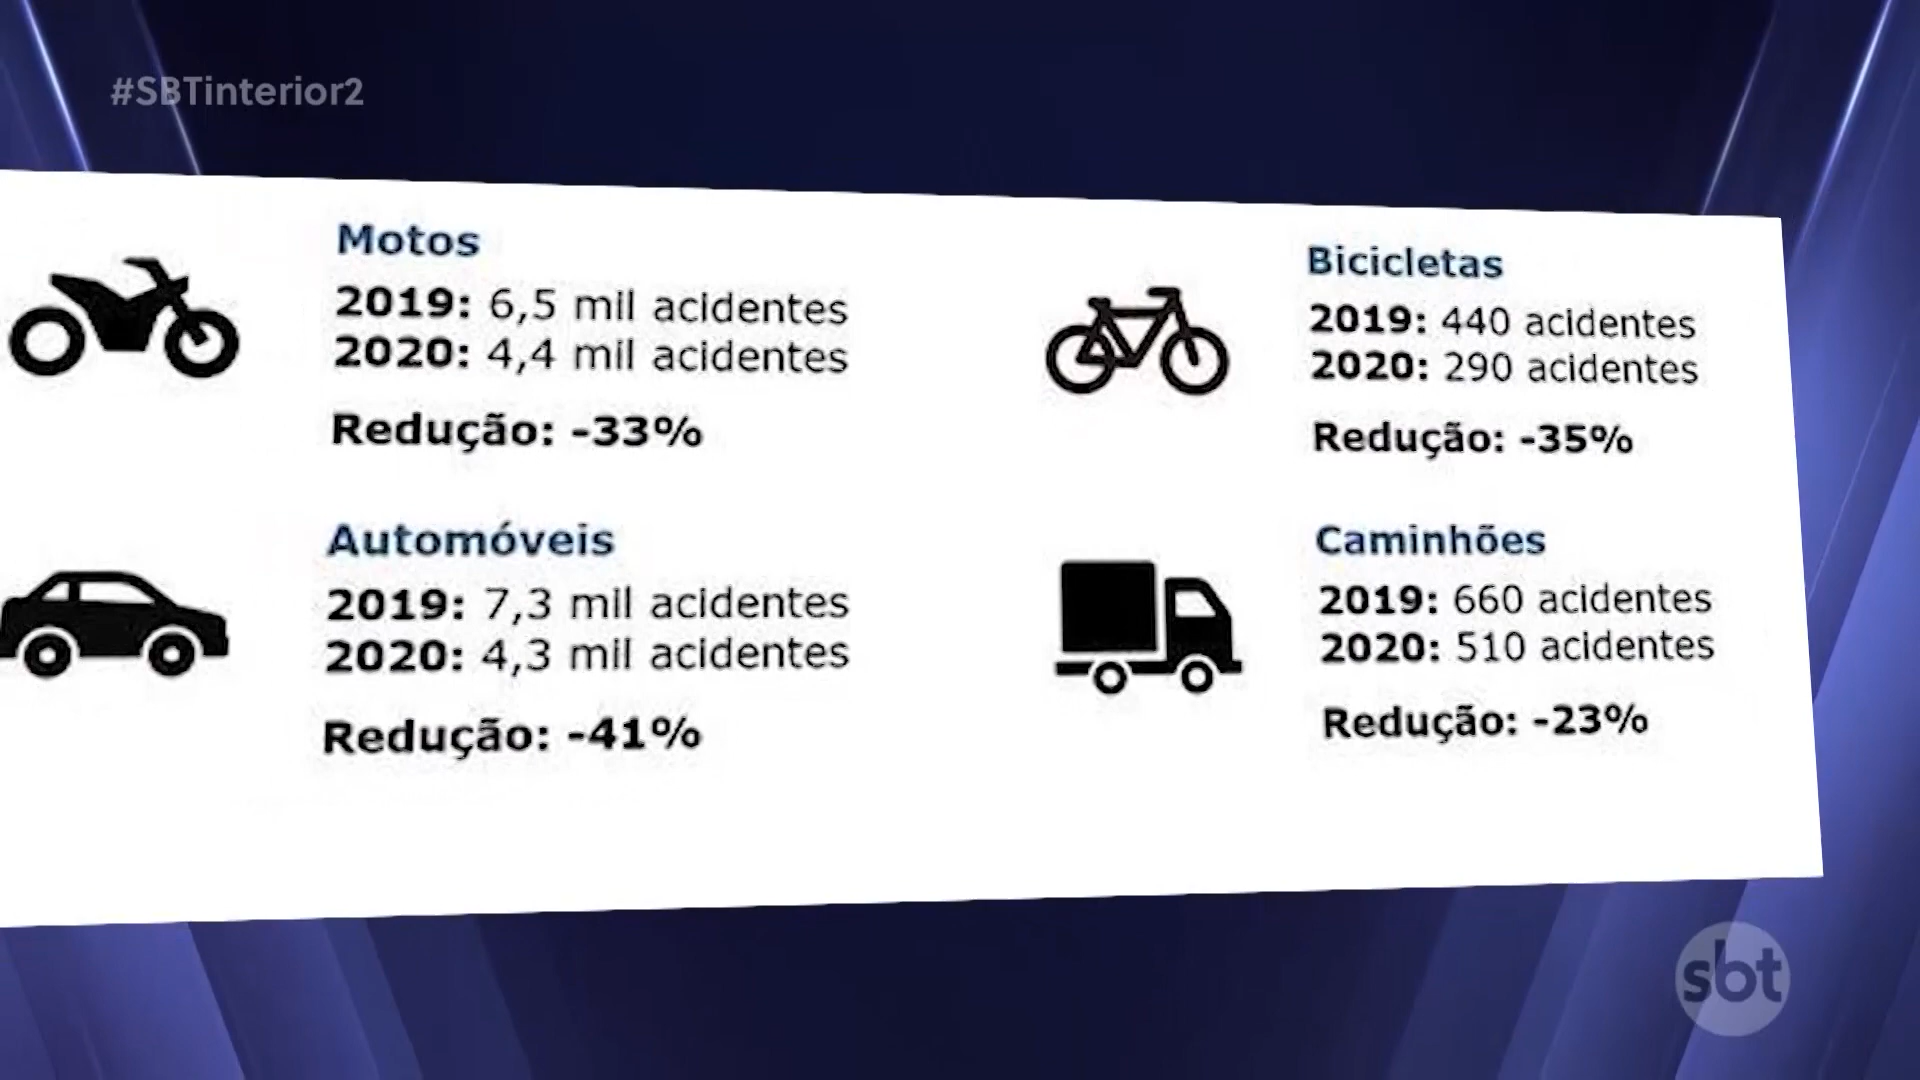 #SBTinterior2
Motos
2019: 6,5 mil acidentes
2020: 4,4 mil acidentes
Redução: -33%
Bicicletas
2019: 440 acidentes
2020: 290 acidentes
Redução: -35%
Automóveis
2019: 7,3 mil acidentes
2020: 4,3 mil acidentes
Redução: -41%
Caminhões
2019: 660 acidentes
2020: 510 acidentes
Redução: -23%
sbt